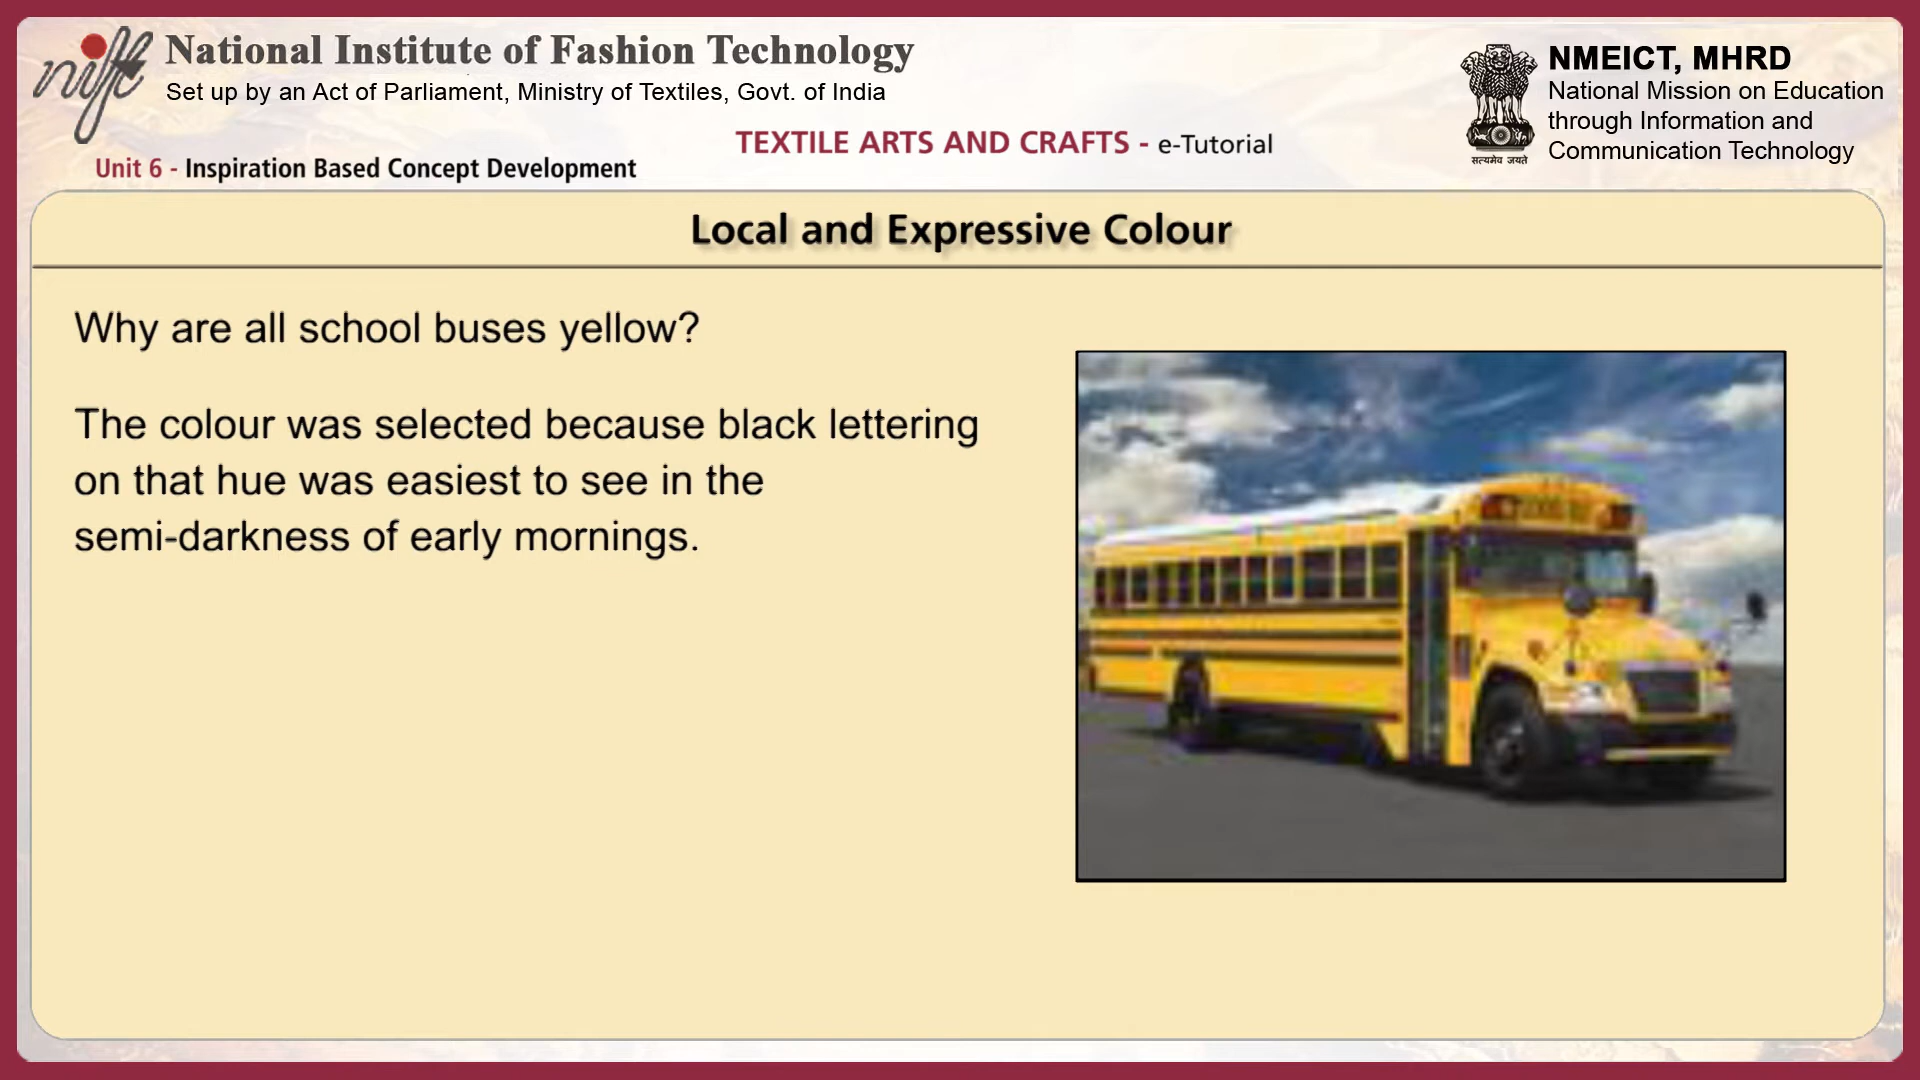 nift
National Institute of Fashion Technology
Set up by an Act of Parliament, Ministry of Textiles, Govt. of India
NMEICT, MHRD
National Mission on Education
through Information and
Communication Technology
सत्यमेव जयते
TEXTILE ARTS AND CRAFTS - e-Tutorial
Unit 6 - Inspiration Based Concept Development
Local and Expressive Colour
Why are all school buses yellow?
The colour was selected because black lettering
on that hue was easiest to see in the
semi-darkness of early mornings.